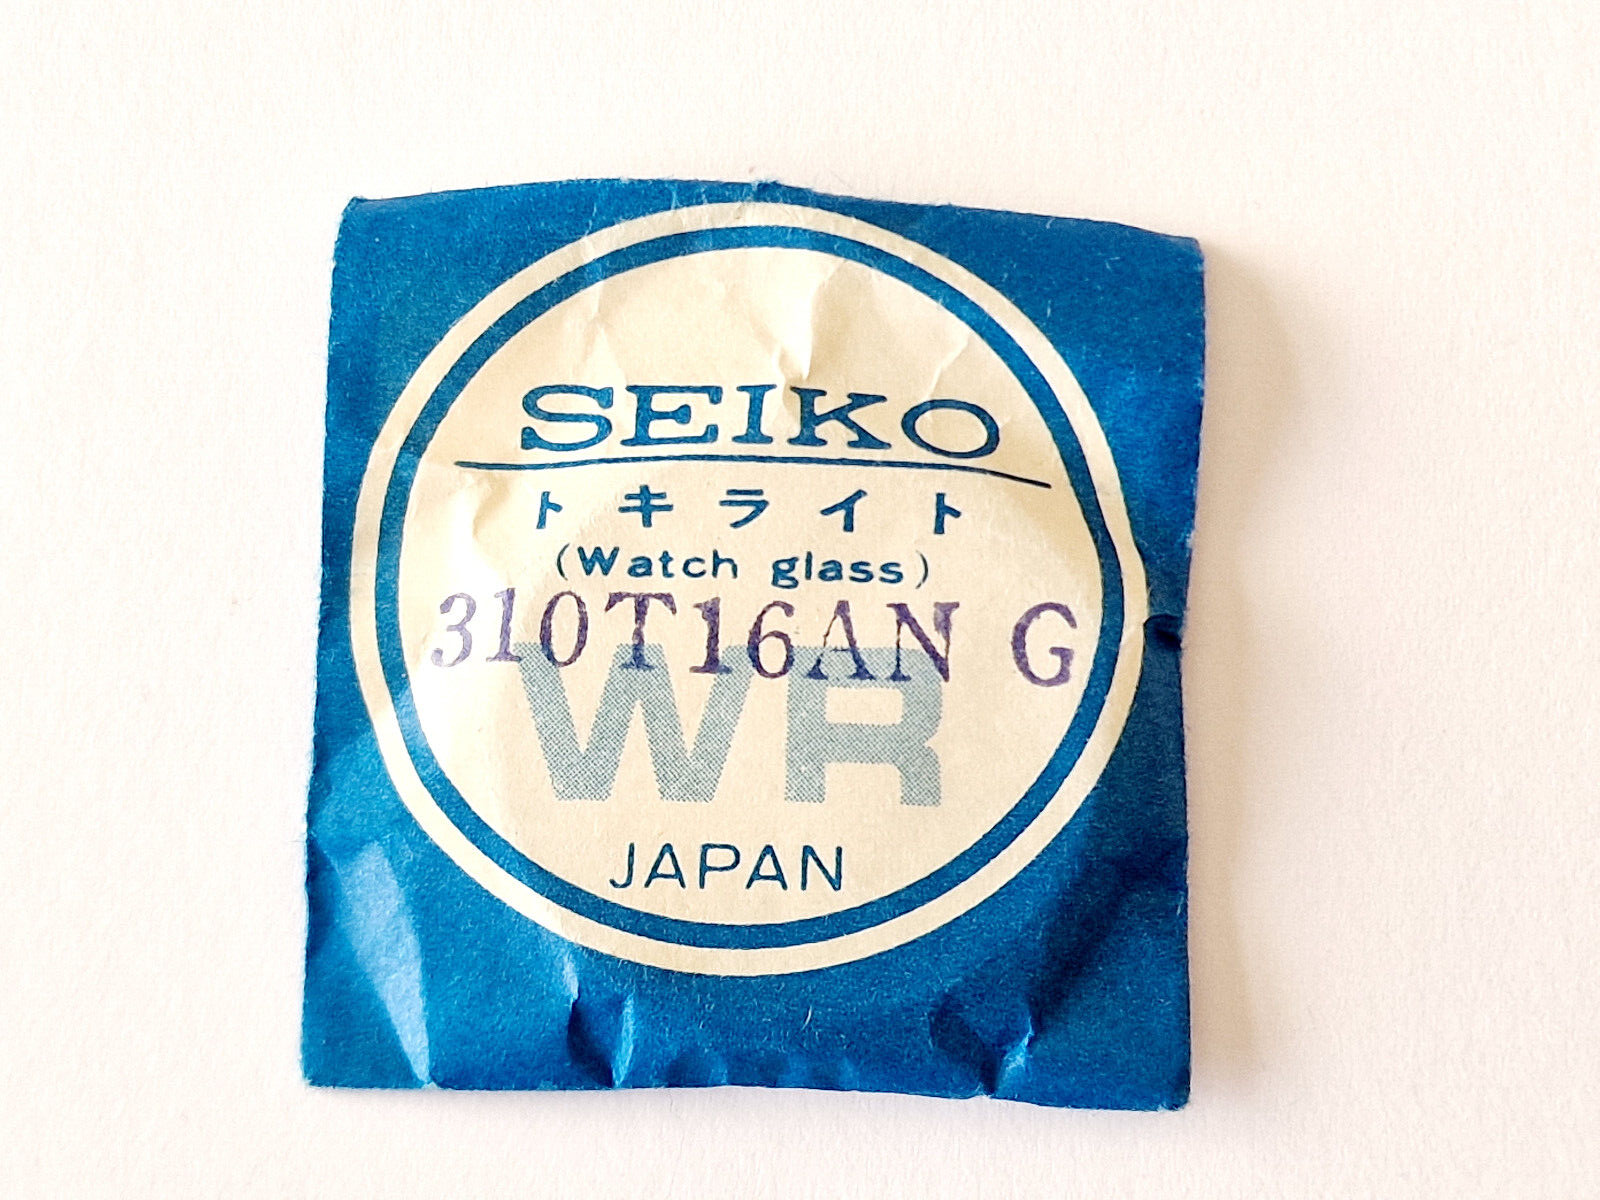 SEIKO
トキライト
(Watch glass)
310T16AN G
WR
JAPAN